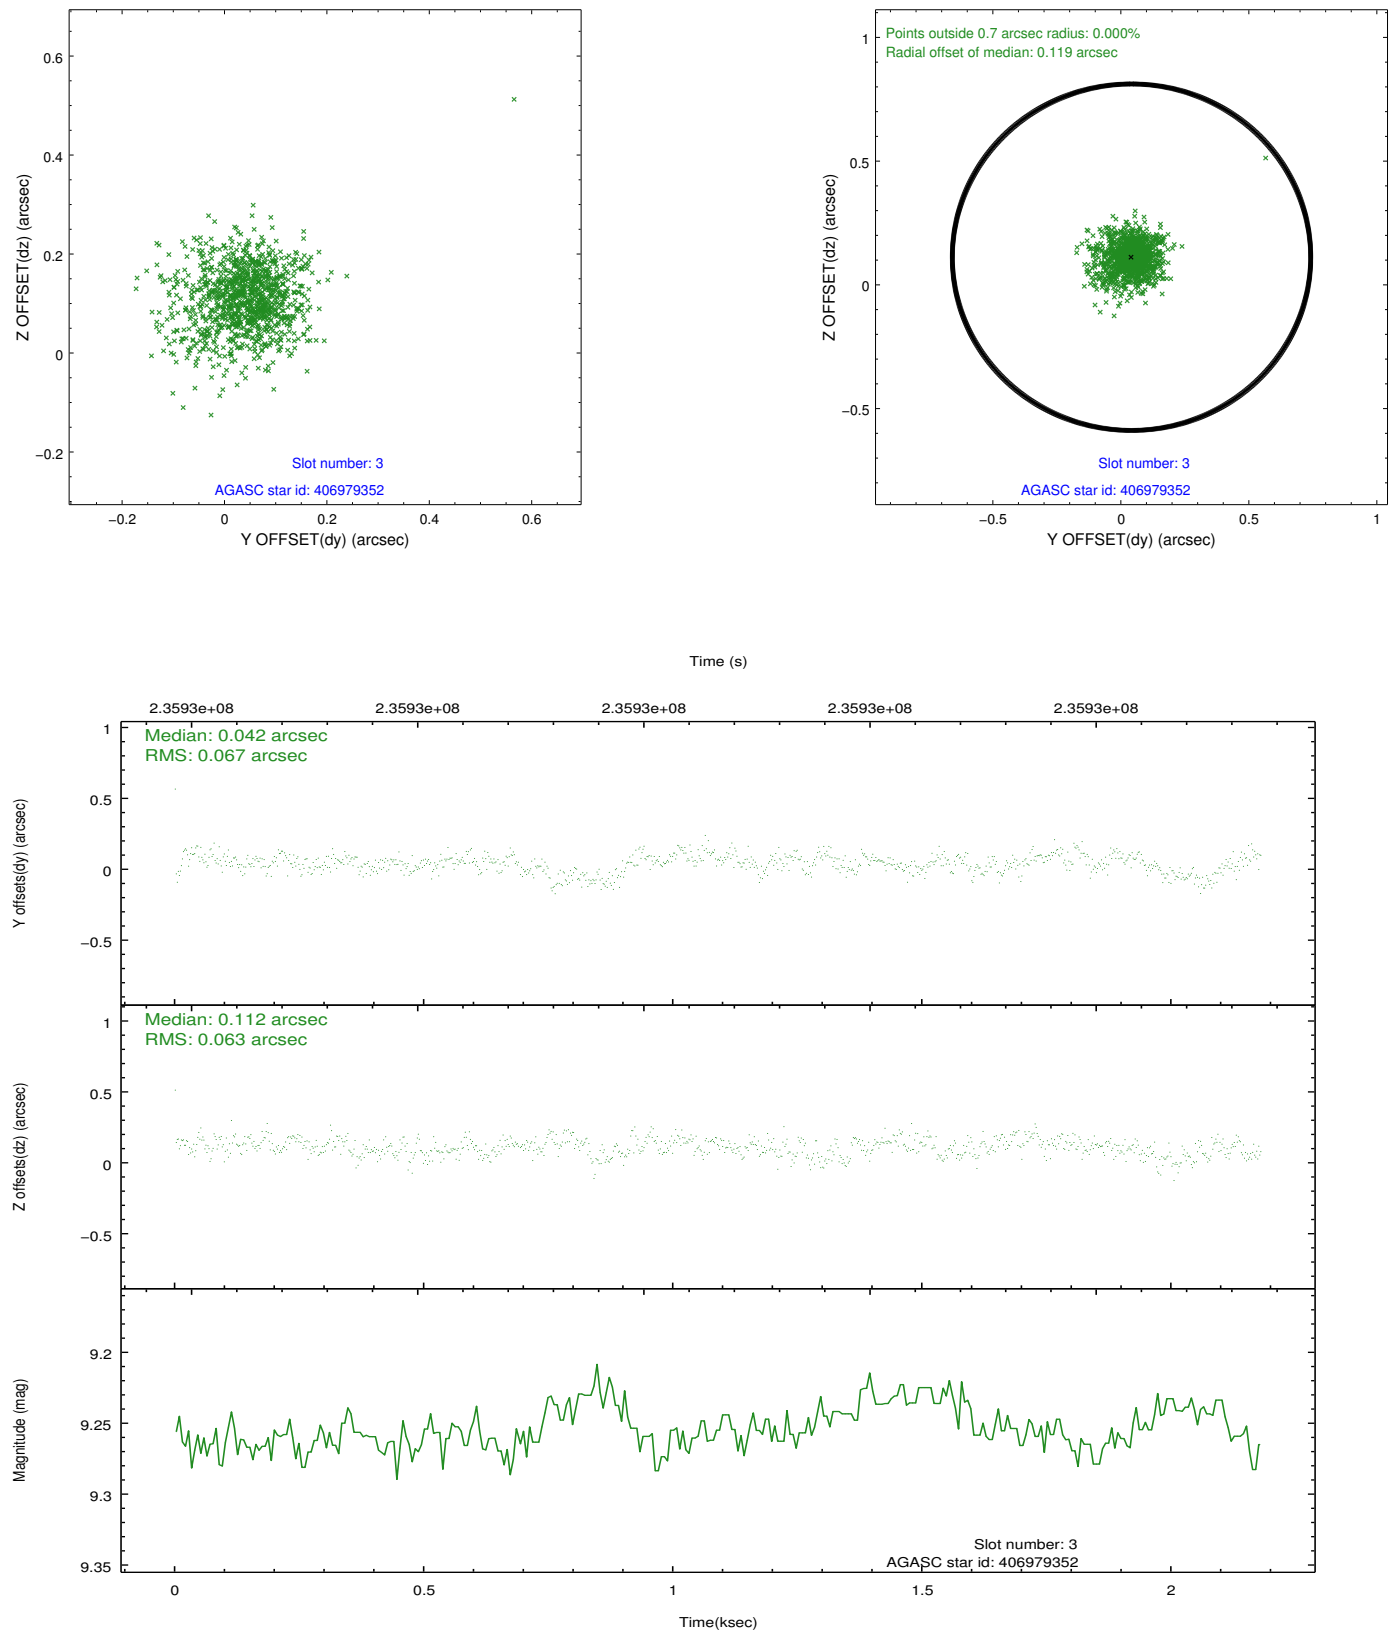 0.6
0.4
0.2
0
−0.2
−0.2
0
0.2
0.4
0.6
Z OFFSET(dz) (arcsec)
Y OFFSET(dy) (arcsec)
Slot number: 3
AGASC star id: 406979352
Points outside 0.7 arcsec radius: 0.000%
Radial offset of median: 0.119 arcsec
1
0.5
0
−0.5
−0.5
0
0.5
1
Z OFFSET(dz) (arcsec)
Y OFFSET(dy) (arcsec)
Slot number: 3
AGASC star id: 406979352
Time (s)
2.3593e+08
2.3593e+08
2.3593e+08
2.3593e+08
2.3593e+08
Median: 0.042 arcsec
RMS: 0.067 arcsec
1
0.5
0
−0.5
Y offsets(dy) (arcsec)
Median: 0.112 arcsec
RMS: 0.063 arcsec
1
0.5
0
−0.5
Z offsets(dz) (arcsec)
9.2
9.25
9.3
9.35
Magnitude (mag)
Slot number: 3
AGASC star id: 406979352
0
0.5
1
1.5
2
Time(ksec)